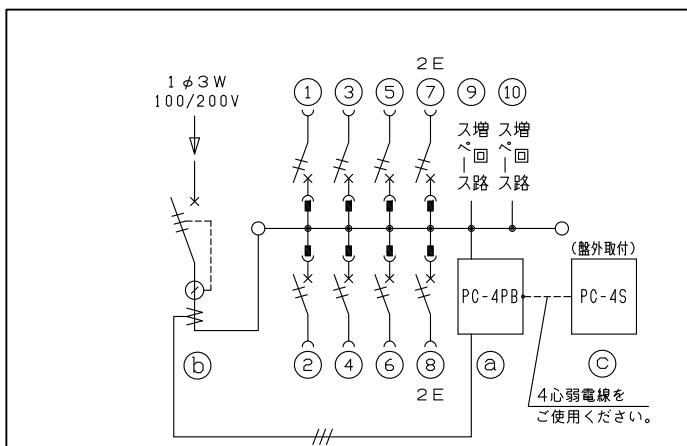 1φ3W
100/200V
2E
① ③ ⑤ ⑦ ⑨ ⑩
増回路
スペース
増回路
スペース
(盤外取付)
PC-4PB
PC-4S
ⓑ ② ④ ⑥ ⑧ ⓐ ⓒ
2E
4心弱電線を
ご使用ください。